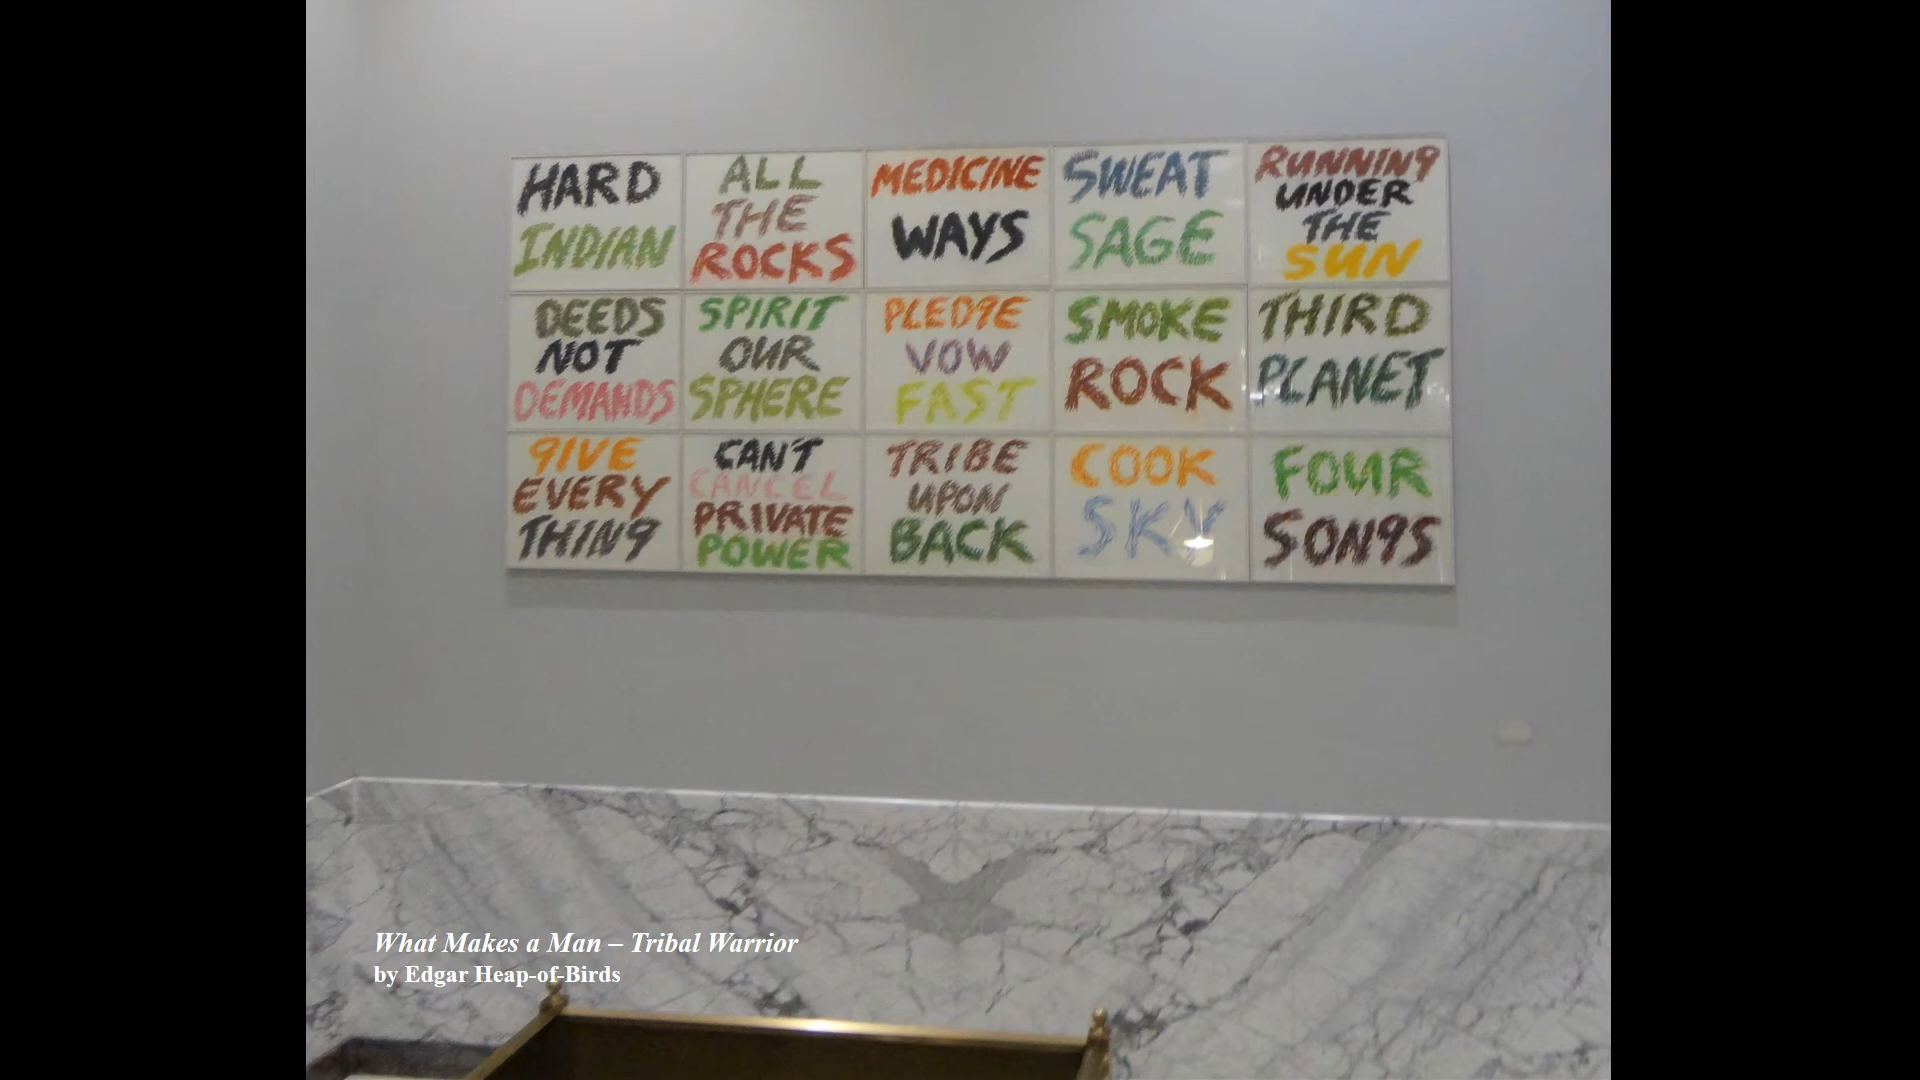 HARD
INDIAN
ALL
THE
ROCKS
MEDICINE
WAYS
SWEAT
SAGE
RUNNING
UNDER
THE
SUN
DEEDS
NOT
DEMANDS
SPIRIT
OUR
SPHERE
PLEDGE
VOW
FAST
SMOKE
ROCK
THIRD
PLANET
GIVE
EVERY
THING
CAN'T
CANCEL
PRIVATE
POWER
TRIBE
UPON
BACK
COOK
SKY
FOUR
SONGS
What Makes a Man – Tribal Warrior
by Edgar Heap-of-Birds